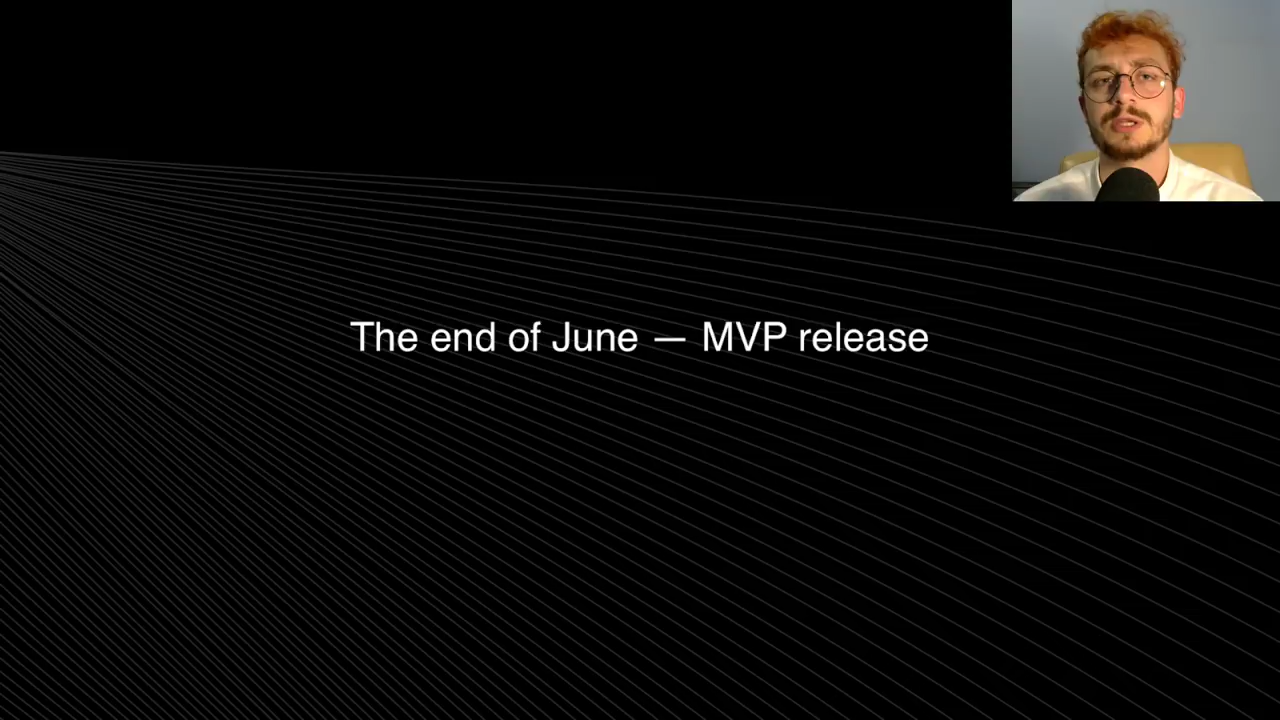 The end of June — MVP release